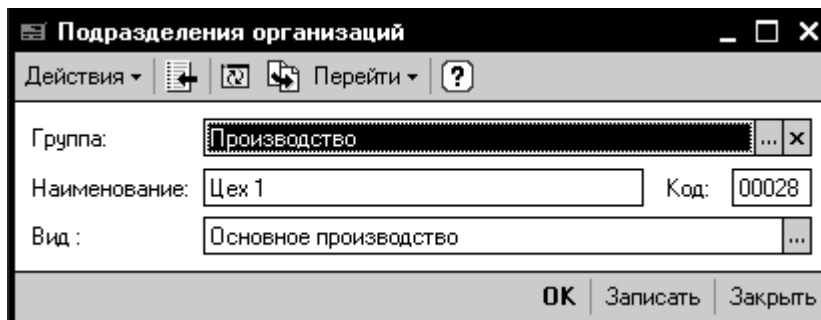 Подразделения организаций
Действия Перейти ?
Группа: Производство ... x
Наименование: Цех 1 Код: 00028
Вид : Основное производство ...
OK Записать Закрыть